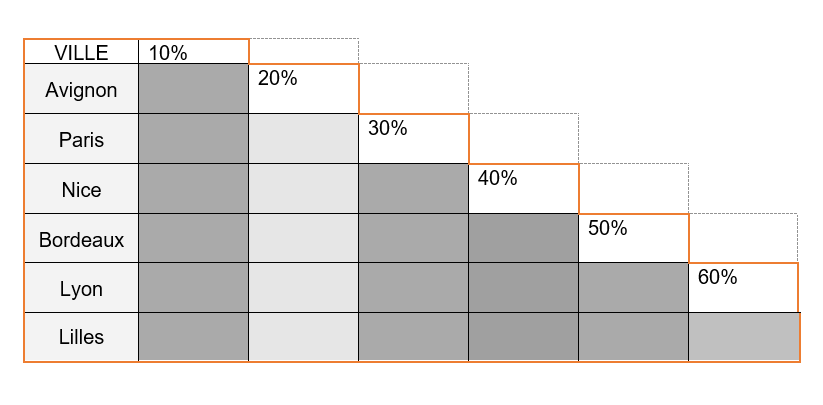 VILLE 10%
Avignon 20%
Paris 30%
Nice 40%
Bordeaux 50%
Lyon 60%
Lilles